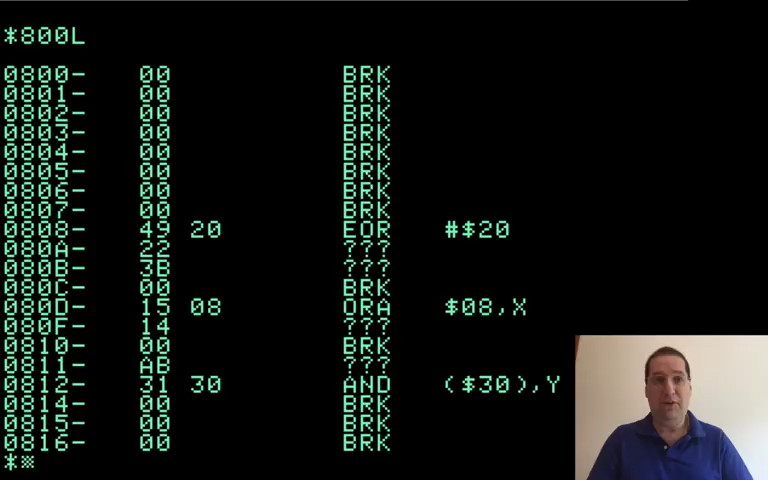 *800L
0800- 00 BRK
0801- 00 BRK
0802- 00 BRK
0803- 00 BRK
0804- 00 BRK
0805- 00 BRK
0806- 00 BRK
0807- 00 BRK
0808- 49 20 EOR #$20
080A- 22 ???
080B- 3B ???
080C- 00 BRK
080D- 15 08 ORA $08,X
080F- 14 ???
0810- 00 BRK
0811- AB ???
0812- 31 30 AND ($30),Y
0814- 00 BRK
0815- 00 BRK
0816- 00 BRK
*